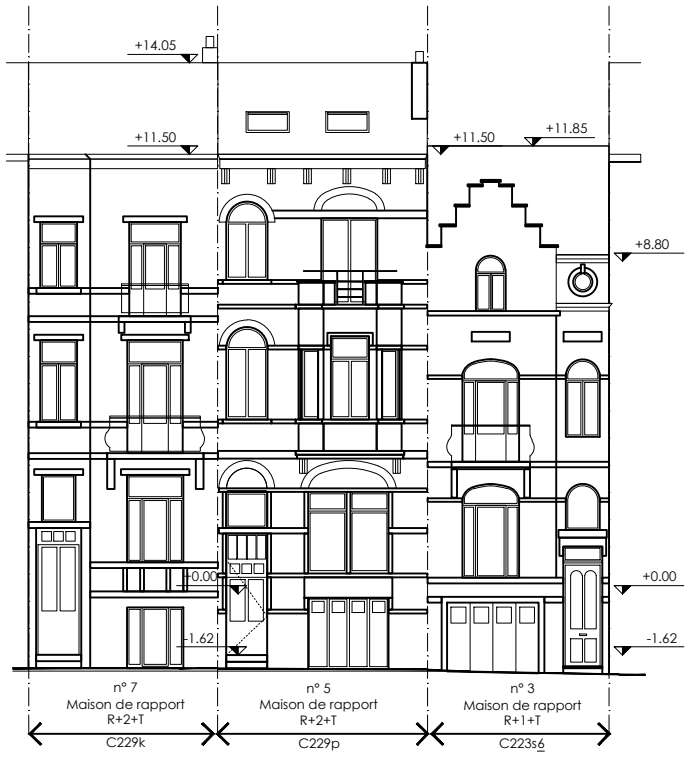 +14.05
+11.50
+11.50
+11.85
+8.80
+0.00
+0.00
-1.62
-1.62
n° 7
Maison de rapport
R+2+T
C229k
n° 5
Maison de rapport
R+2+T
C229p
n° 3
Maison de rapport
R+1+T
C223s6